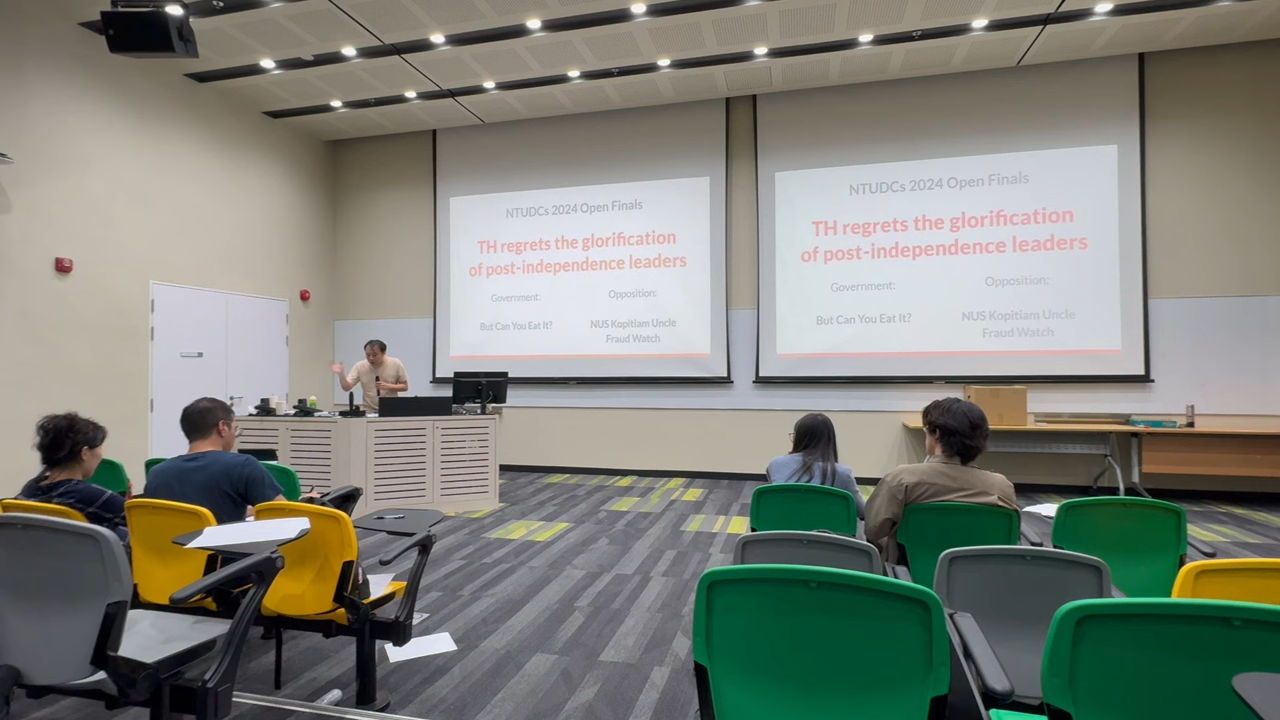 NTUDCs 2024 Open Finals
TH regrets the glorification
of post-independence leaders
Government:
Opposition:
But Can You Eat It?
NUS Kopitiam Uncle
Fraud Watch
NTUDCs 2024 Open Finals
TH regrets the glorification
of post-independence leaders
Government:
Opposition:
But Can You Eat It?
NUS Kopitiam Uncle
Fraud Watch